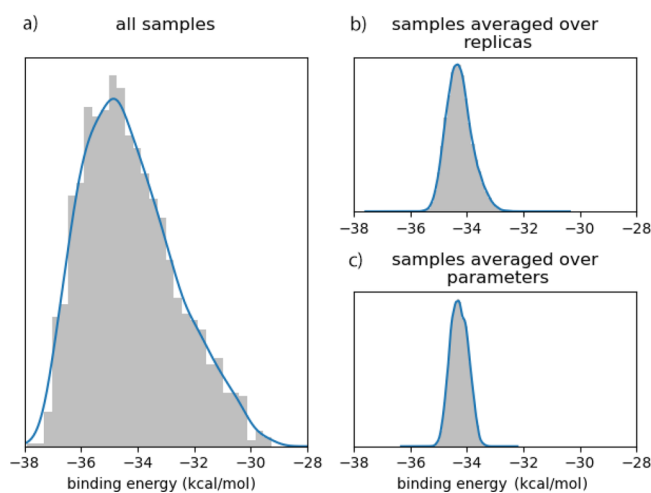 a) all samples
−38 −36 −34 −32 −30 −28
binding energy (kcal/mol)
b) samples averaged over
replicas
−38 −36 −34 −32 −30 −28
c) samples averaged over
parameters
−38 −36 −34 −32 −30 −28
binding energy (kcal/mol)